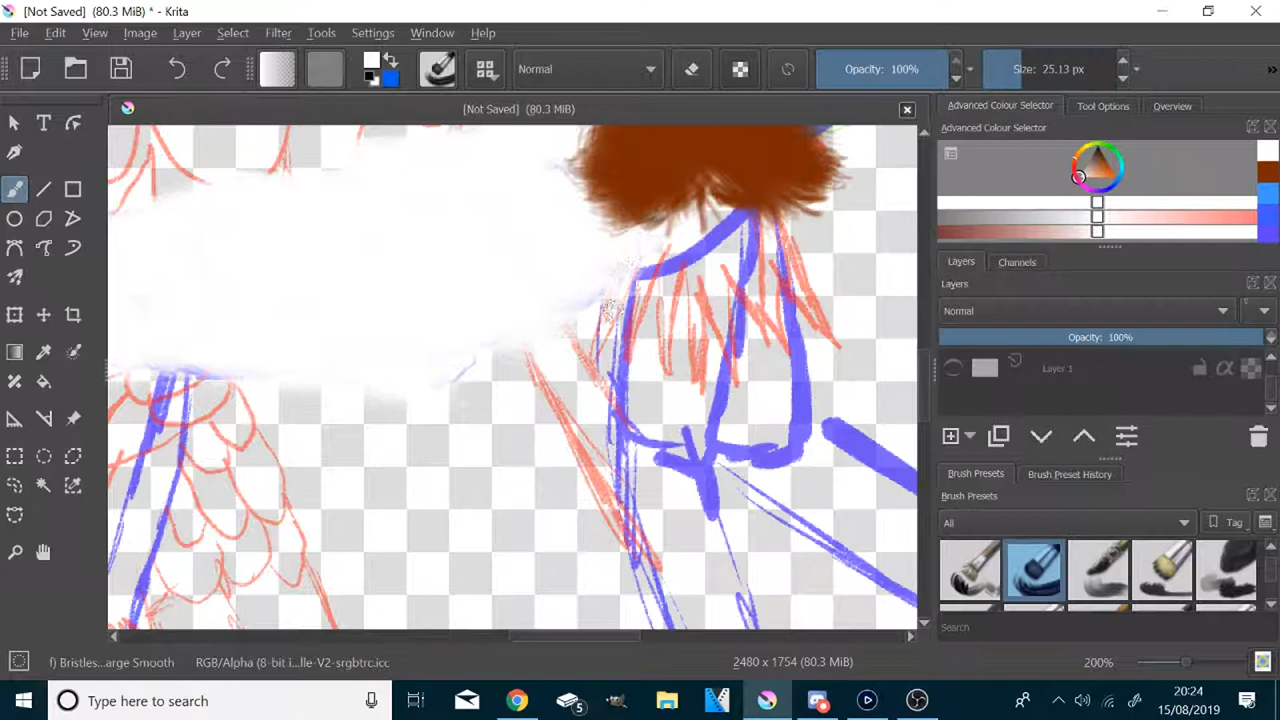 [Not Saved] (80.3 MiB) * - Krita
File Edit View Image Layer Select Filter Tools Settings Window Help
Normal
Opacity: 100%
Size: 25.13 px
»
[Not Saved] (80.3 MiB)
Advanced Colour Selector
Tool Options
Overview
Advanced Colour Selector
Layers
Channels
Layers
Normal
Opacity: 100%
Layer 1
Brush Presets
Brush Preset History
Brush Presets
All
Tag
Search
f) Bristles...arge Smooth
RGB/Alpha (8-bit i...lle-V2-srgbtrc.icc
2480 x 1754 (80.3 MiB)
200%
Type here to search
5
20:24
15/08/2019